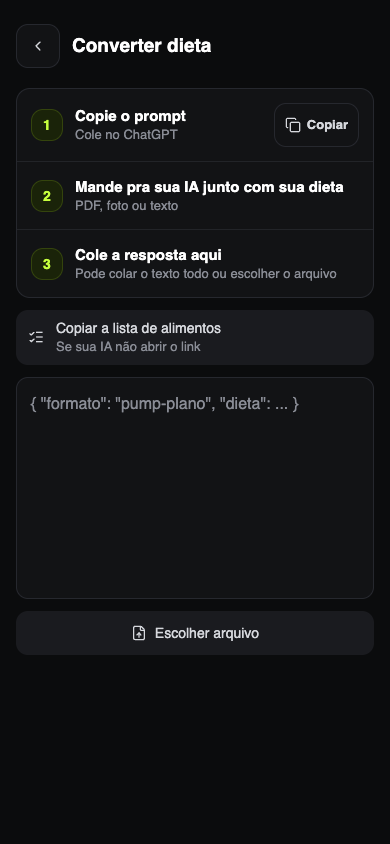 Converter dieta
1
Copie o prompt
Cole no ChatGPT
Copiar
2
Mande pra sua IA junto com sua dieta
PDF, foto ou texto
3
Cole a resposta aqui
Pode colar o texto todo ou escolher o arquivo
Copiar a lista de alimentos
Se sua IA não abrir o link
{ "formato": "pump-plano", "dieta": ... }
Escolher arquivo